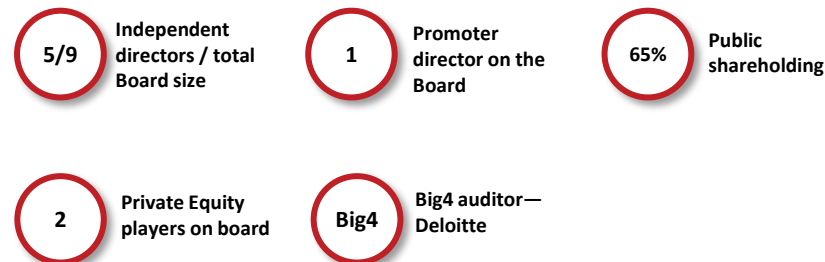 5/9
Independent
directors / total
Board size
1
Promoter
director on the
Board
65%
Public
shareholding
2
Private Equity
players on board
Big4
Big4 auditor—
Deloitte